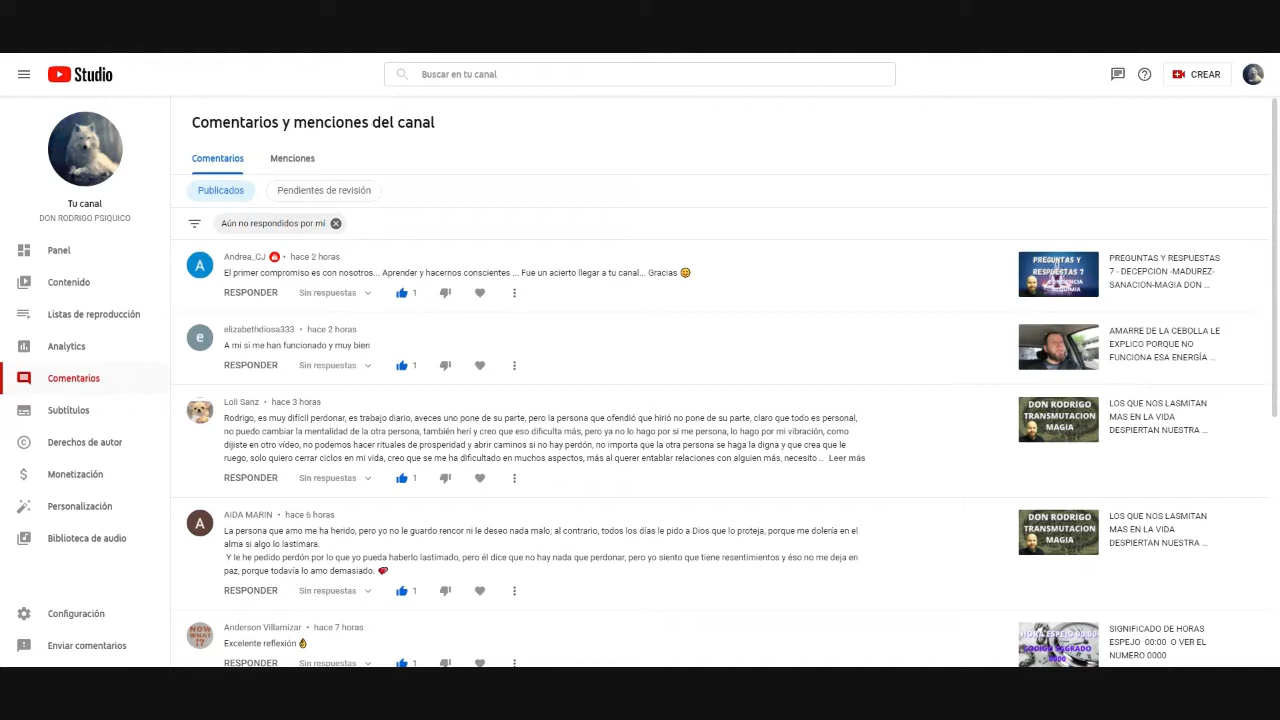 Studio
Buscar en tu canal
CREAR
Tu canal
DON RODRIGO PSIQUICO
Panel
Contenido
Listas de reproducción
Analytics
Comentarios
Subtítulos
Derechos de autor
Monetización
Personalización
Biblioteca de audio
Configuración
Enviar comentarios
Comentarios y menciones del canal
Comentarios Menciones
Publicados Pendientes de revisión
Aún no respondidos por mí
A
Andrea_CJ • hace 2 horas
El primer compromiso es con nosotros... Aprender y hacernos conscientes ... Fue un acierto llegar a tu canal... Gracias 😊
RESPONDER Sin respuestas 1
PREGUNTAS Y
RESPUESTAS 7
PREGUNTAS Y RESPUESTAS
7 - DECEPCION -MADUREZ-
SANACION-MAGIA DON ...
e
elizabethdiosa333 • hace 2 horas
A mi si me han funcionado y muy bien
RESPONDER Sin respuestas 1
AMARRE DE LA CEBOLLA LE
EXPLICO PORQUE NO
FUNCIONA ESA ENERGÍA ...
Loli Sanz • hace 3 horas
Rodrigo, es muy difícil perdonar, es trabajo diario, aveces uno pone de su parte, pero la persona que ofendió que hirió no pone de su parte, claro que todo es personal,
no puedo cambiar la mentalidad de la otra persona, también herí y creo que eso dificulta más, pero ya no lo hago por si me persona, lo hago por mi vibración, como
dijiste en otro vídeo, no podemos hacer rituales de prosperidad y abrir caminos si no hay perdón, no importa que la otra persona se haga la digna y que crea que le
ruego, solo quiero cerrar ciclos en mi vida, creo que se me ha dificultado en muchos aspectos, más al querer entablar relaciones con alguien más, necesito ... Leer más
RESPONDER Sin respuestas 1
DON RODRIGO
TRANSMUTACION
MAGIA
LOS QUE NOS LASMITAN
MAS EN LA VIDA
DESPIERTAN NUESTRA ...
A
AIDA MARIN • hace 6 horas
La persona que amo me ha herido, pero yo no le guardo rencor ni le deseo nada malo; al contrario, todos los días le pido a Dios que lo proteja, porque me dolería en el
alma si algo lo lastimara.
Y le he pedido perdón por lo que yo pueda haberlo lastimado, pero él dice que no hay nada que perdonar, pero yo siento que tiene resentimientos y éso no me deja en
paz, porque todavía lo amo demasiado. 💘
RESPONDER Sin respuestas 1
DON RODRIGO
TRANSMUTACION
MAGIA
LOS QUE NOS LASMITAN
MAS EN LA VIDA
DESPIERTAN NUESTRA ...
NOW
WHAT
!?
Anderson Villamizar • hace 7 horas
Excelente reflexión 👌
RESPONDER Sin respuestas 1
HORA ESPEJO 00:00
CODIGO SAGRADO
0000
SIGNIFICADO DE HORAS
ESPEJO 00:00 O VER EL
NUMERO 0000